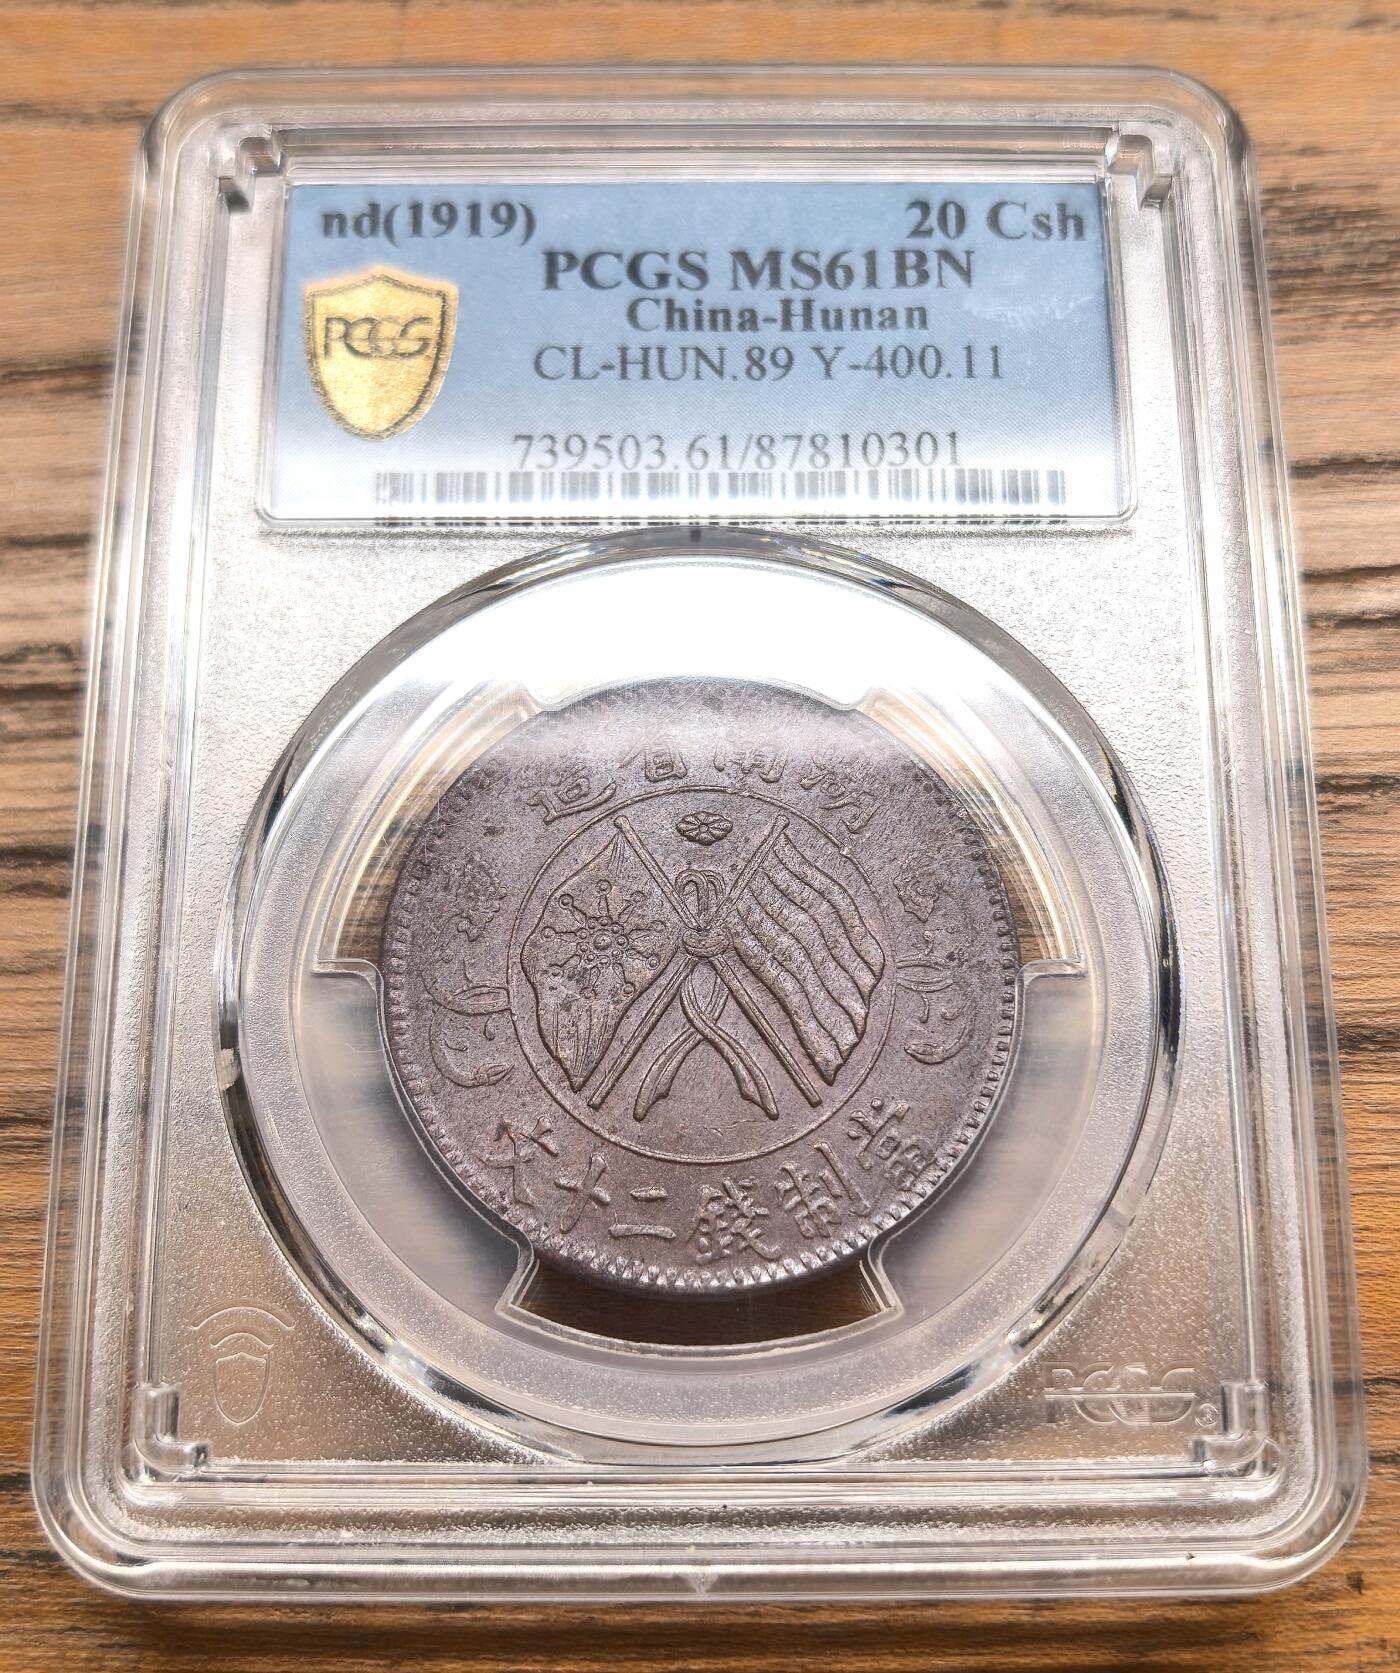 nd(1919) 20 Csh
PCGS MS61BN
China-Hunan
CL-HUN.89 Y-400.11
739503.61/87810301
PCGS
湖南省造
當制錢二十文
PCGS®